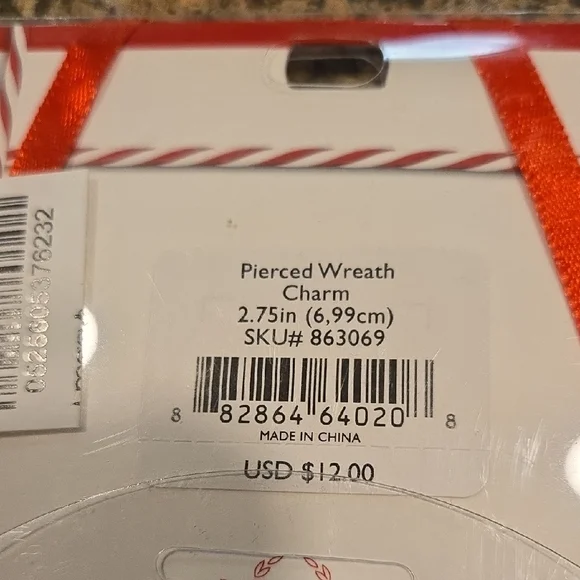 Pierced Wreath
Charm
2.75in (6,99cm)
SKU# 863069
8 82864 64020 8
MADE IN CHINA
USD $12.00